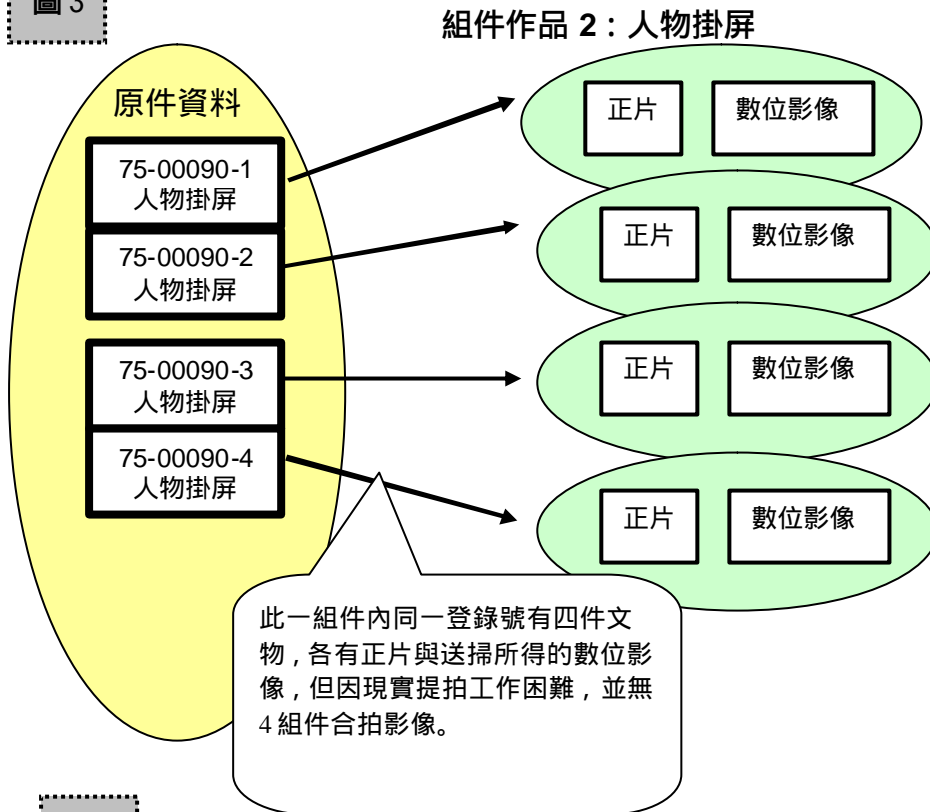 圖 3
組件作品 2：人物掛屏
原件資料
75-00090-1
人物掛屏
75-00090-2
人物掛屏
75-00090-3
人物掛屏
75-00090-4
人物掛屏
正片
數位影像
正片
數位影像
正片
數位影像
正片
數位影像
此一組件內同一登錄號有四件文
物，各有正片與送掃所得的數位影
像，但因現實提拍工作困難，並無
4 組件合拍影像。